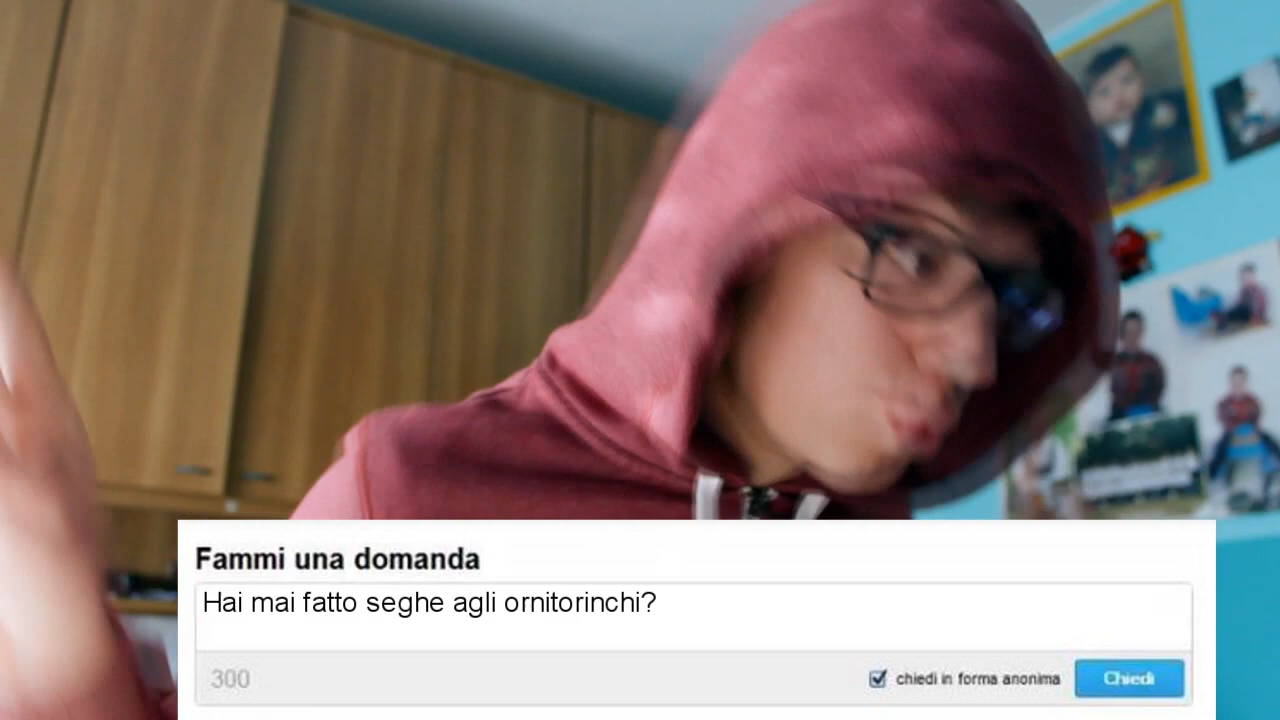 Fammi una domanda
Hai mai fatto seghe agli ornitorinchi?
300
chiedi in forma anonima
Chiedi